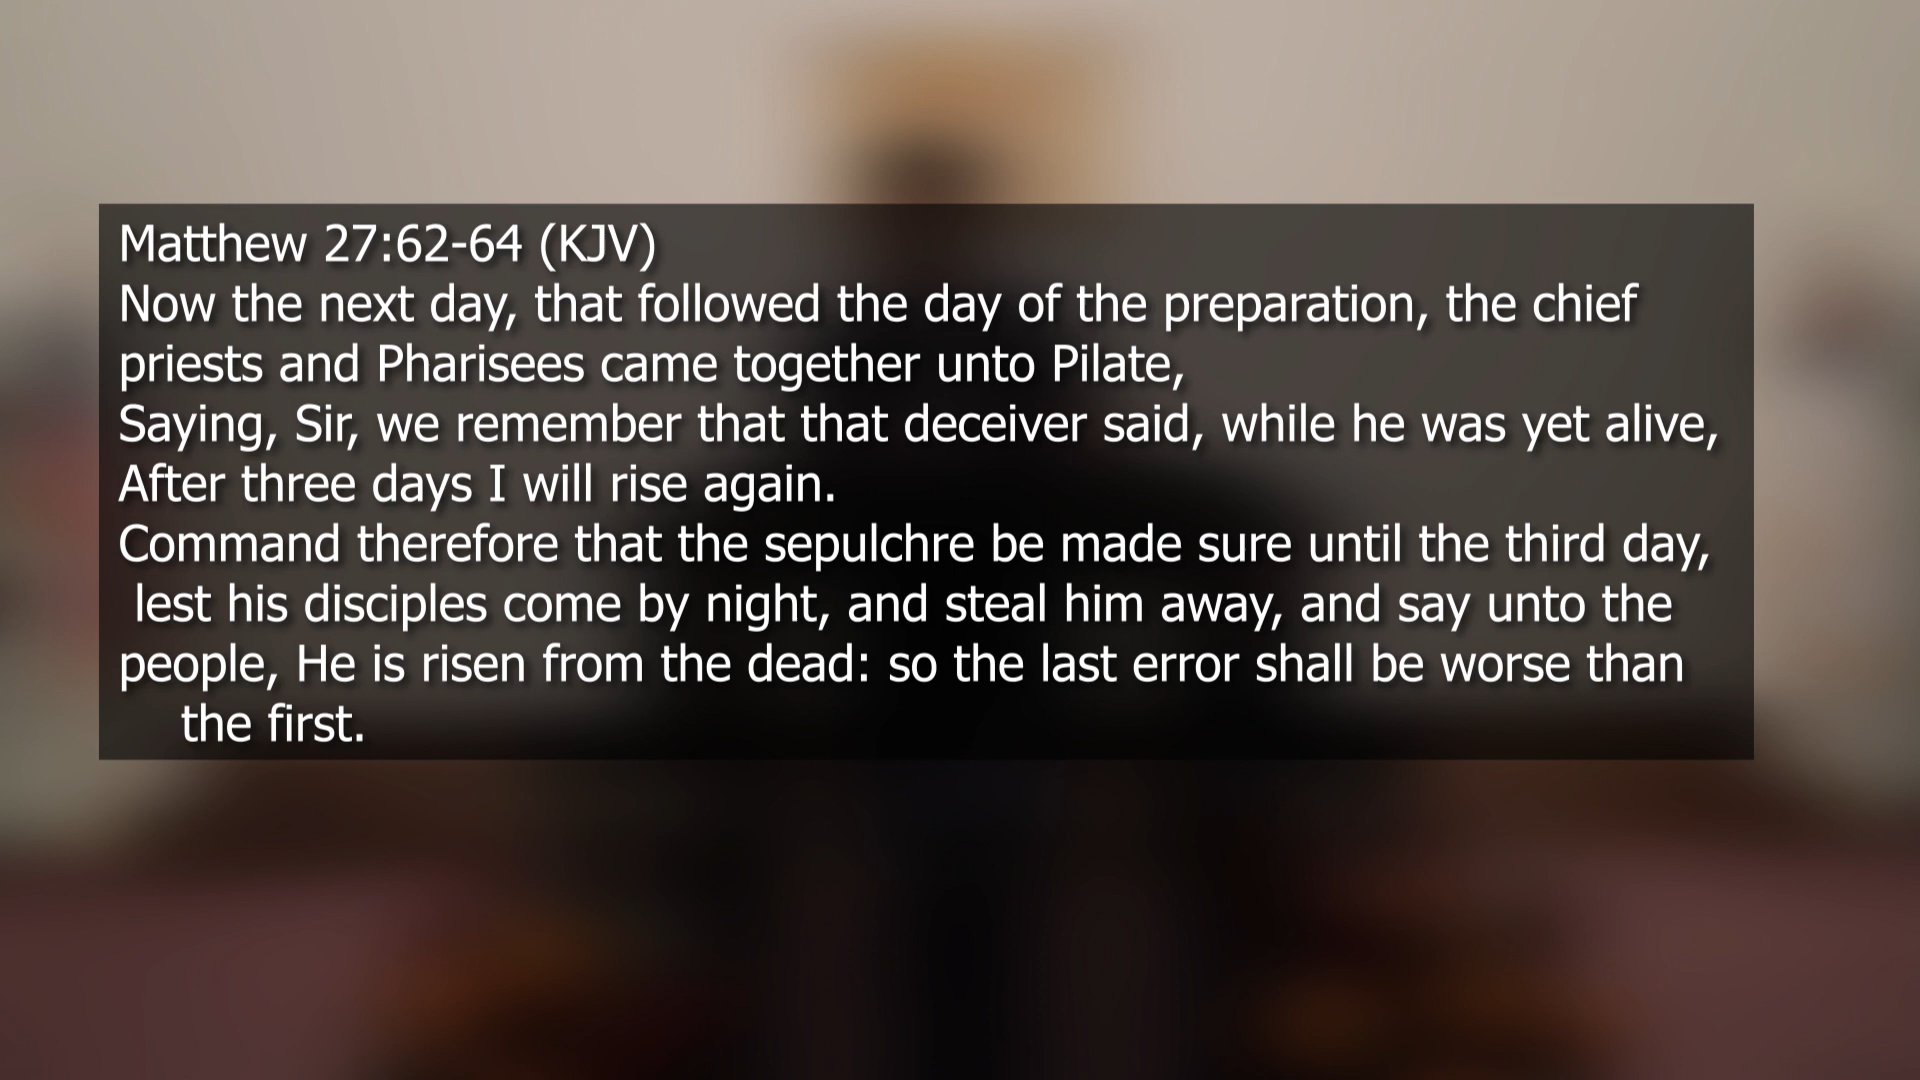 Matthew 27:62-64 (KJV)
Now the next day, that followed the day of the preparation, the chief
priests and Pharisees came together unto Pilate,
Saying, Sir, we remember that that deceiver said, while he was yet alive,
After three days I will rise again.
Command therefore that the sepulchre be made sure until the third day,
lest his disciples come by night, and steal him away, and say unto the
people, He is risen from the dead: so the last error shall be worse than
the first.